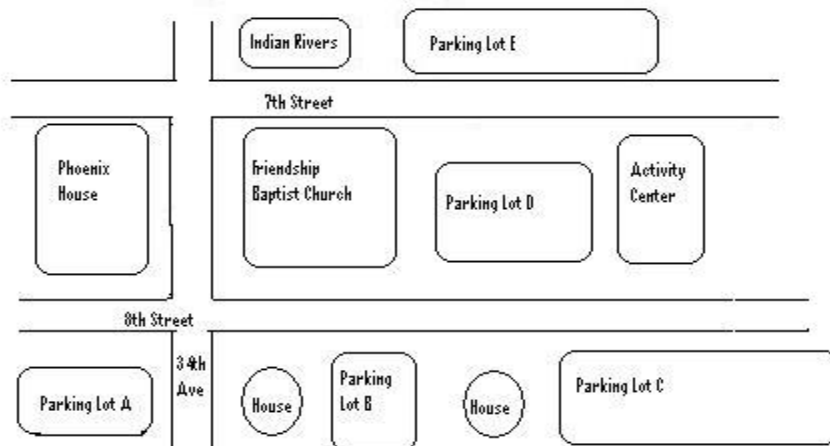 Indian Rivers
Parking Lot E
7th Street
Phoenix
House
Friendship
Baptist Church
Parking Lot D
Activity
Center
8th Street
34th
Ave
Parking Lot A
House
Parking
Lot B
House
Parking Lot C